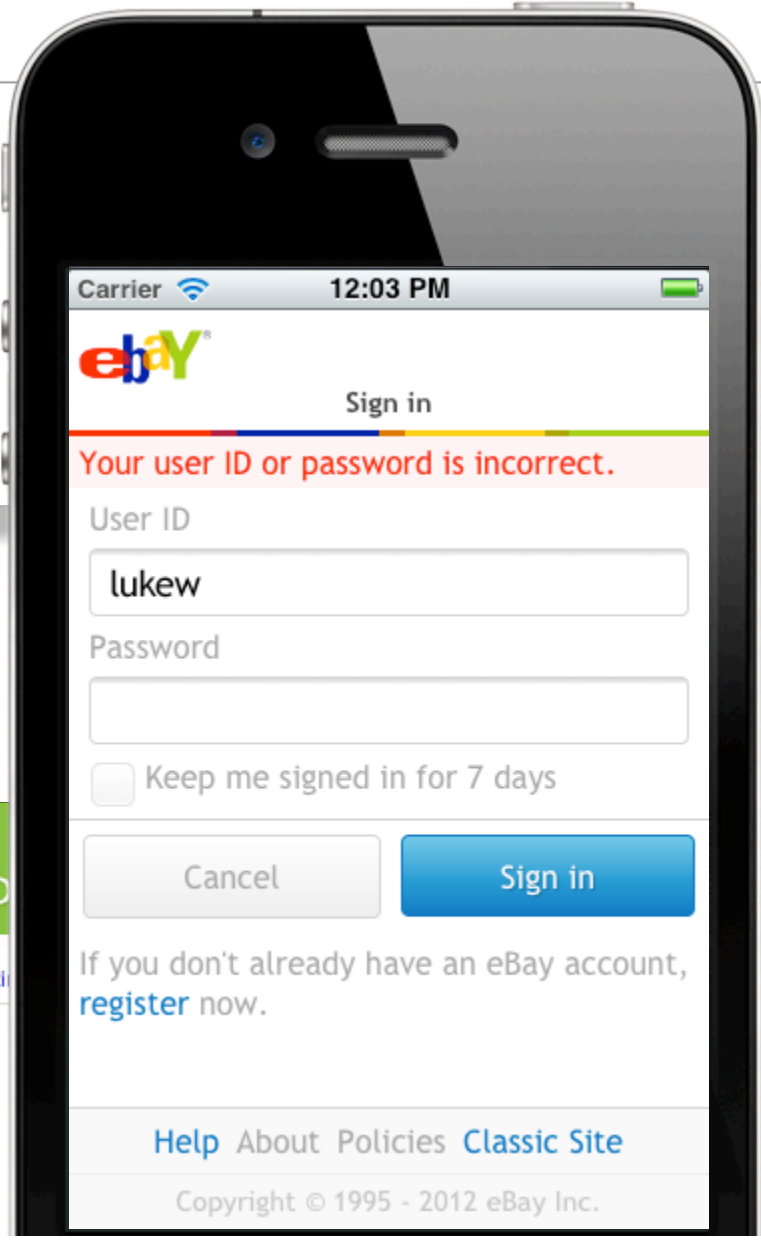 Carrier 12:03 PM
ebaY®
Sign in
Your user ID or password is incorrect.
User ID
lukew
Password
Keep me signed in for 7 days
Cancel Sign in
If you don't already have an eBay account,
register now.
Help About Policies Classic Site
Copyright © 1995 - 2012 eBay Inc.